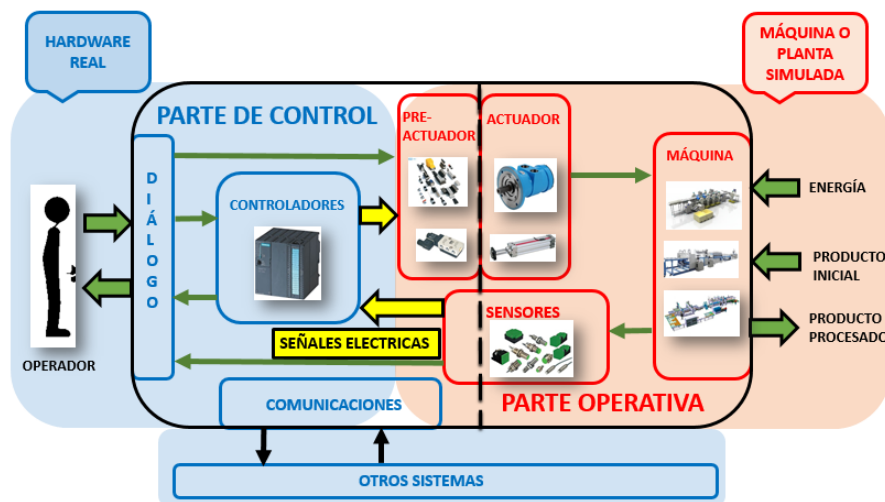 HARDWARE
REAL
MÁQUINA O
PLANTA
SIMULADA
PARTE DE CONTROL
PRE-
ACTUADOR
ACTUADOR
DIÁLOGO
CONTROLADORES
MÁQUINA
ENERGÍA
PRODUCTO
INICIAL
PRODUCTO
PROCESADO
SENSORES
SEÑALES ELECTRICAS
OPERADOR
COMUNICACIONES
PARTE OPERATIVA
OTROS SISTEMAS